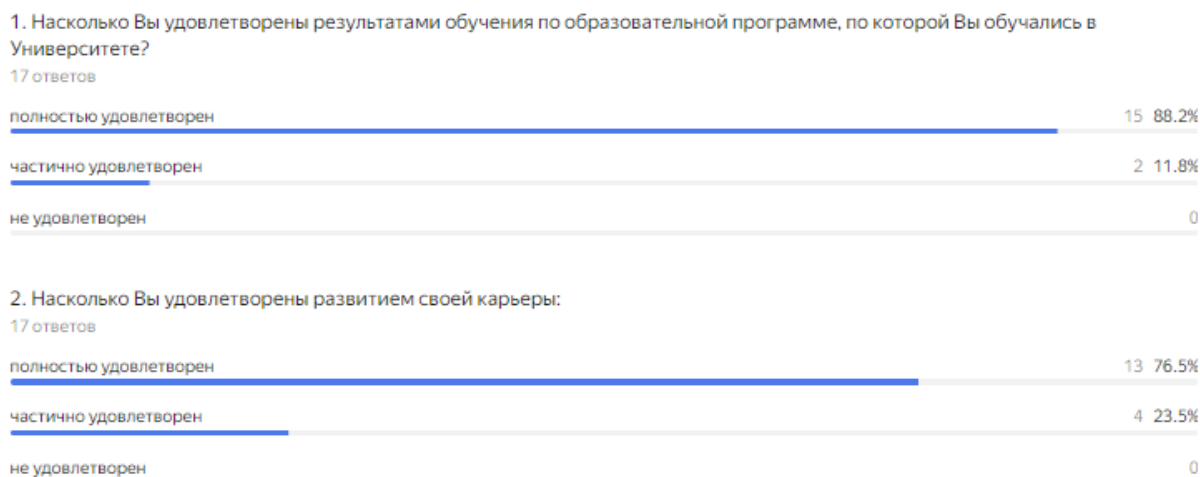 1. Насколько Вы удовлетворены результатами обучения по образовательной программе, по которой Вы обучались в
Университете?
17 ответов
полностью удовлетворен 15 88.2%
частично удовлетворен 2 11.8%
не удовлетворен 0
2. Насколько Вы удовлетворены развитием своей карьеры:
17 ответов
полностью удовлетворен 13 76.5%
частично удовлетворен 4 23.5%
не удовлетворен 0